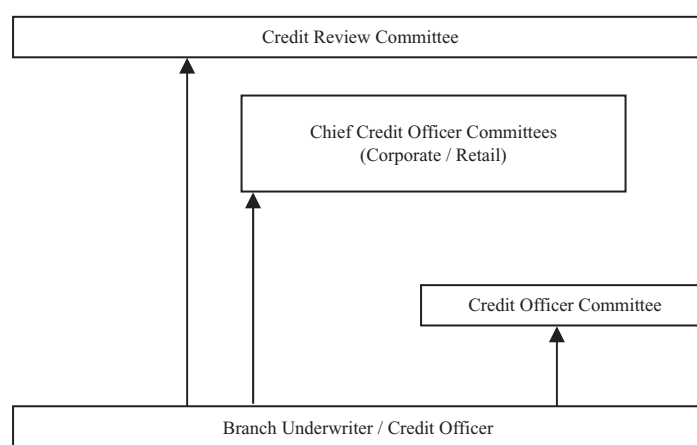 Credit Review Committee
Chief Credit Officer Committees
(Corporate / Retail)
Credit Officer Committee
Branch Underwriter / Credit Officer